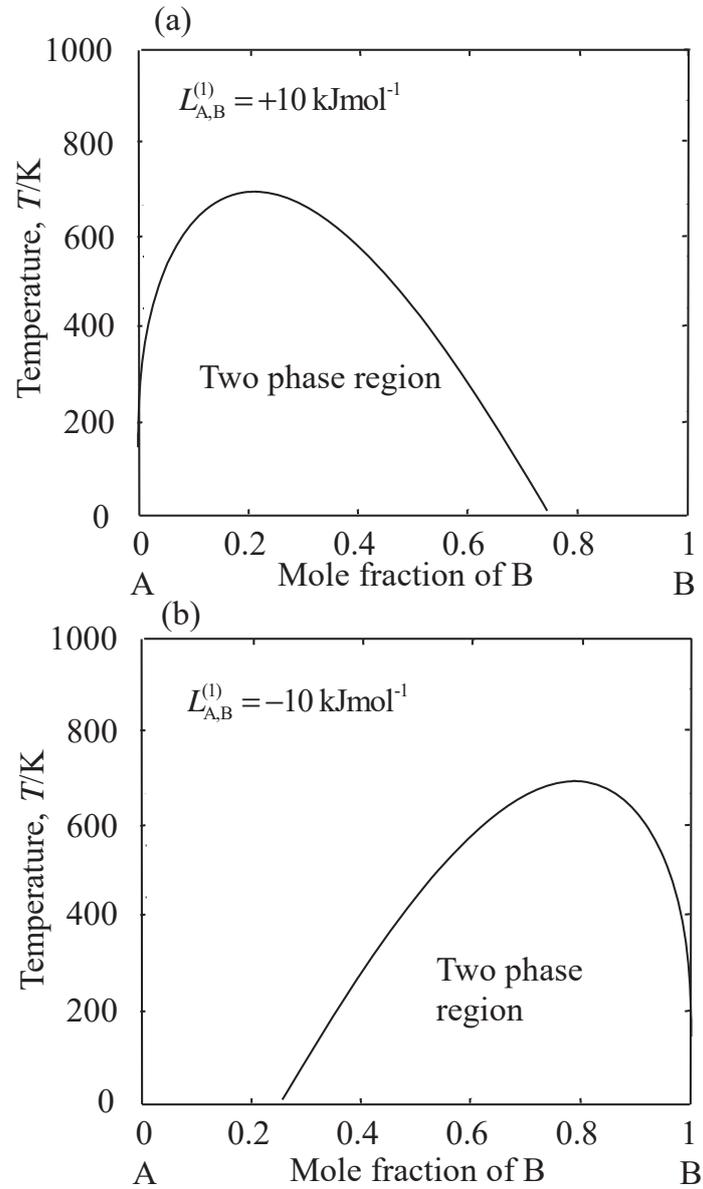 (a)
1000
L_{A,B}^{(1)} = +10 kJmol^{-1}
800
600
400
Two phase region
200
0
Temperature, T/K
0 0.2 0.4 0.6 0.8 1
A Mole fraction of B B
(b)
1000
L_{A,B}^{(1)} = −10 kJmol^{-1}
800
600
400
Two phase
region
200
0
Temperature, T/K
0 0.2 0.4 0.6 0.8 1
A Mole fraction of B B